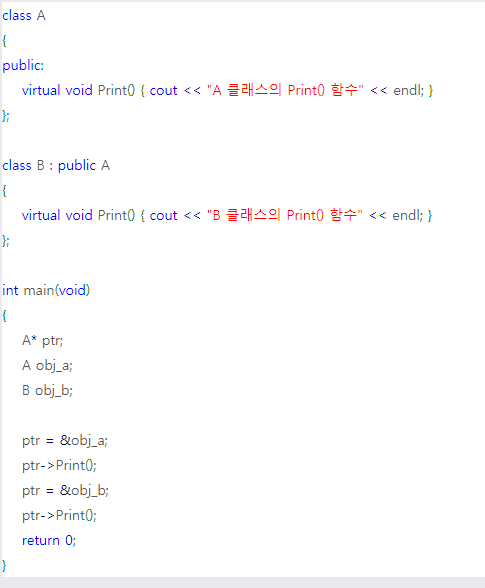 class A
{
public:
virtual void Print() { cout << "A 클래스의 Print() 함수" << endl; }
};
class B : public A
{
virtual void Print() { cout << "B 클래스의 Print() 함수" << endl; }
};
int main(void)
{
A* ptr;
A obj_a;
B obj_b;
ptr = &obj_a;
ptr->Print();
ptr = &obj_b;
ptr->Print();
return 0;
}